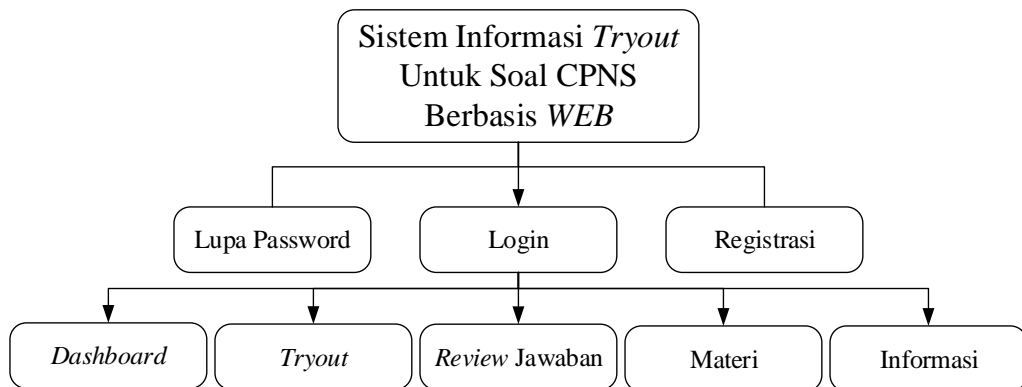 Sistem Informasi Tryout
Untuk Soal CPNS
Berbasis WEB
Lupa Password
Login
Registrasi
Dashboard
Tryout
Review Jawaban
Materi
Informasi